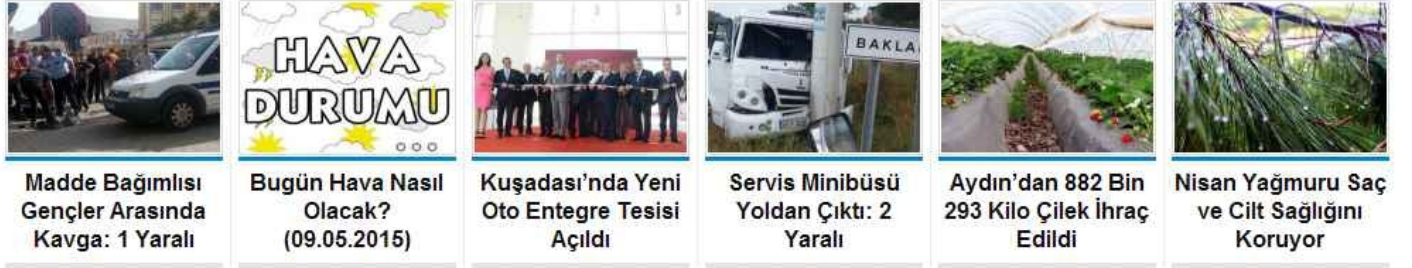 HAVA
DURUMU
BAKLA
Madde Bağımlısı
Gençler Arasında
Kavga: 1 Yaralı
Bugün Hava Nasıl
Olacak?
(09.05.2015)
Kuşadası’nda Yeni
Oto Entegre Tesisi
Açıldı
Servis Minibüsü
Yoldan Çıktı: 2
Yaralı
Aydın’dan 882 Bin
293 Kilo Çilek İhraç
Edildi
Nisan Yağmuru Saç
ve Cilt Sağlığını
Koruyor